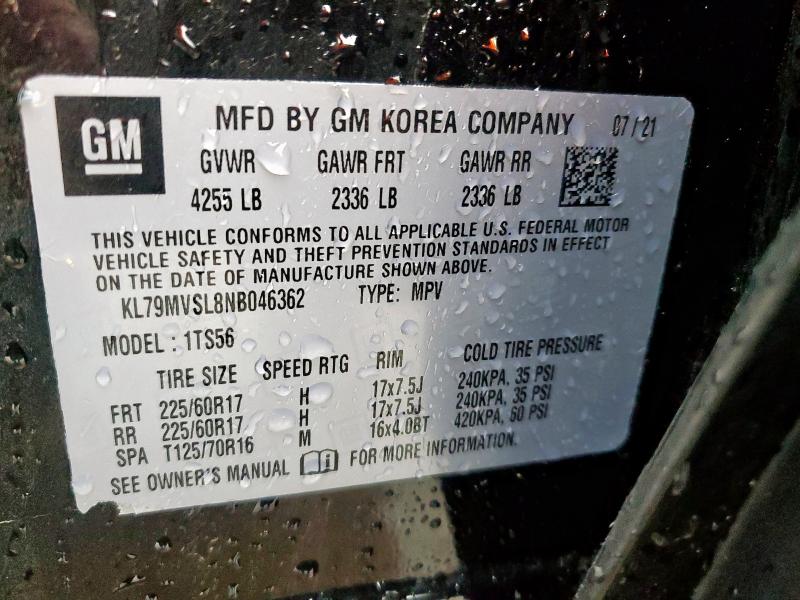 GM
MFD BY GM KOREA COMPANY 07/21
GVWR GAWR FRT GAWR RR
4255 LB 2336 LB 2336 LB
THIS VEHICLE CONFORMS TO ALL APPLICABLE U.S. FEDERAL MOTOR
VEHICLE SAFETY AND THEFT PREVENTION STANDARDS IN EFFECT
ON THE DATE OF MANUFACTURE SHOWN ABOVE.
KL79MVSL8NB046362 TYPE: MPV
MODEL : 1TS56
TIRE SIZE SPEED RTG RIM COLD TIRE PRESSURE
FRT 225/60R17 H 17x7.5J 240KPA, 35 PSI
RR 225/60R17 H 17x7.5J 240KPA, 35 PSI
SPA T125/70R16 M 16x4.0BT 420KPA, 60 PSI
SEE OWNER'S MANUAL FOR MORE INFORMATION.